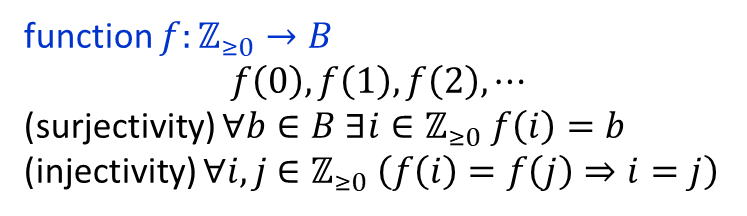 function 𝑓: ℤ≥0 → 𝐵
𝑓(0), 𝑓(1), 𝑓(2), ⋯
(surjectivity) ∀𝑏 ∈ 𝐵 ∃𝑖 ∈ ℤ≥0 𝑓(𝑖) = 𝑏
(injectivity) ∀𝑖, 𝑗 ∈ ℤ≥0 (𝑓(𝑖) = 𝑓(𝑗) ⇒ 𝑖 = 𝑗)